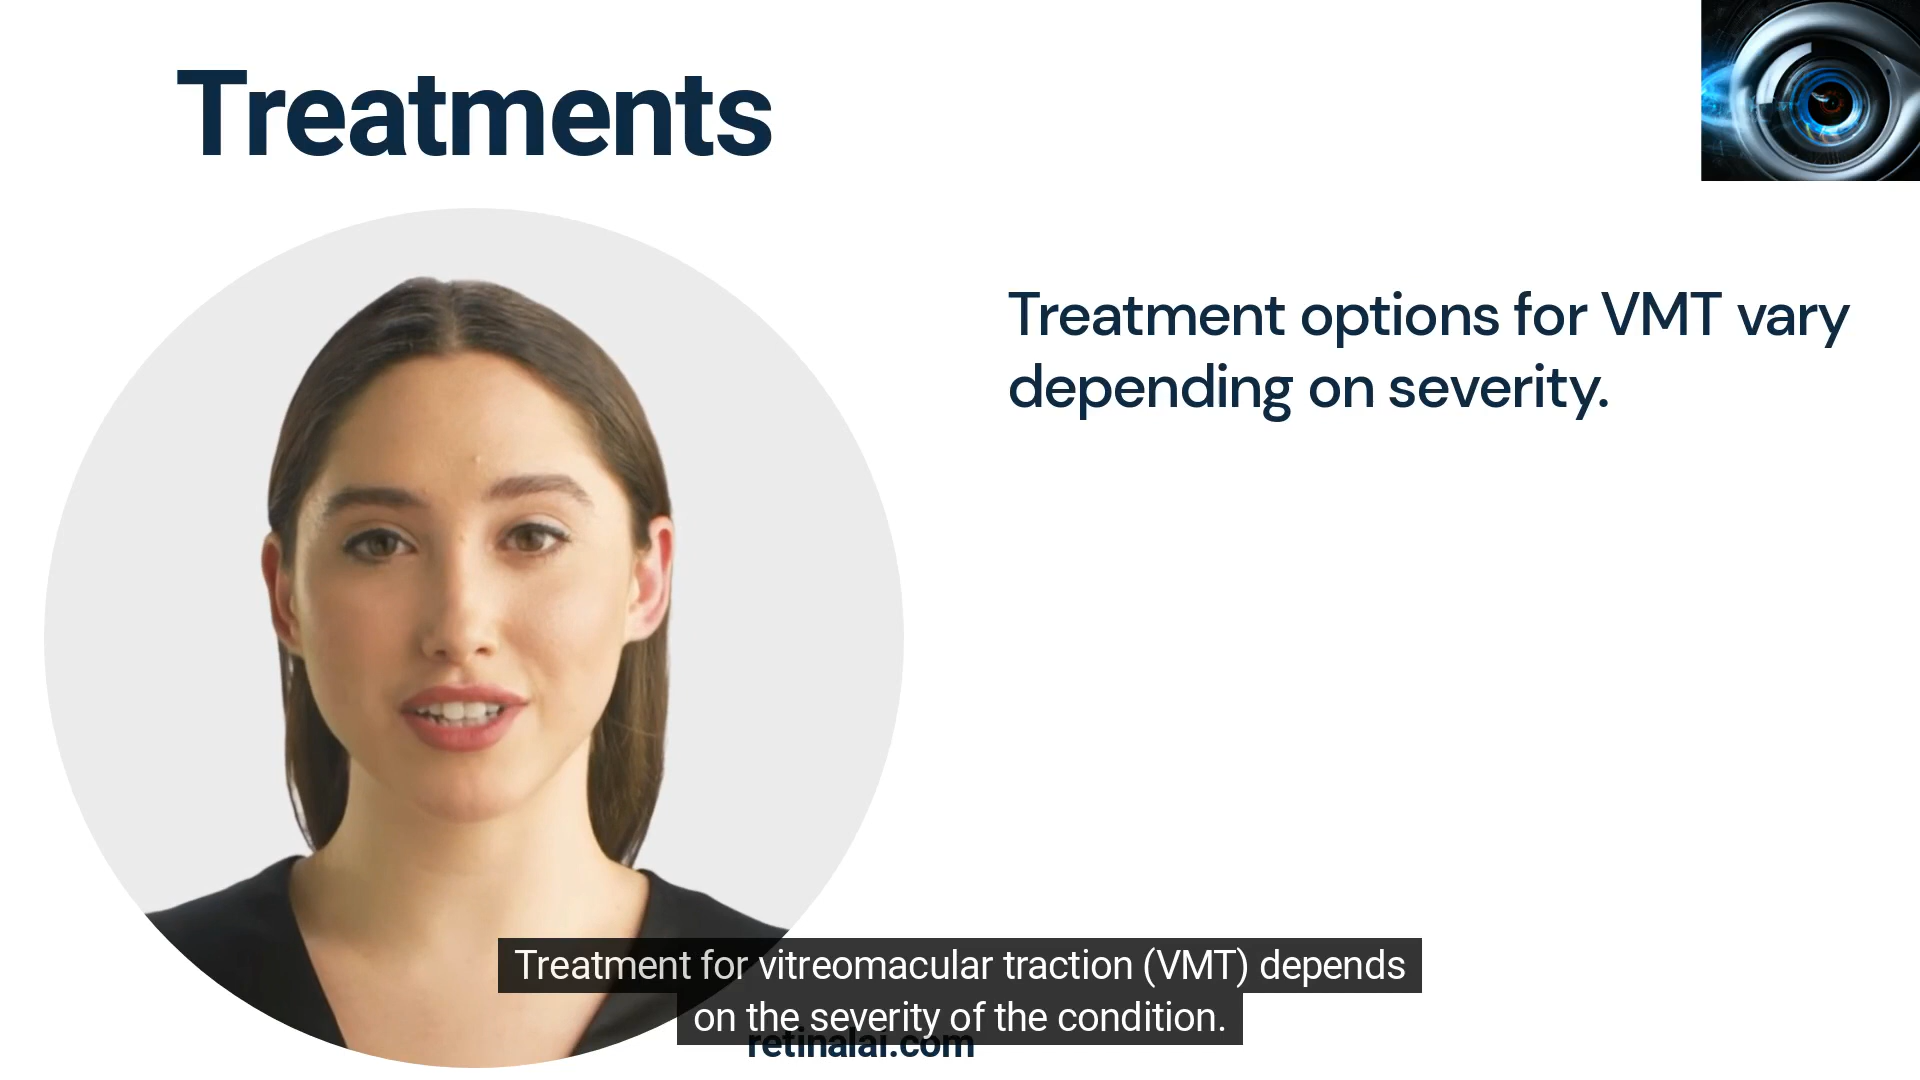 Treatments
Treatment options for VMT vary
depending on severity.
Treatment for vitreomacular traction (VMT) depends
on the severity of the condition.
retinalai.com